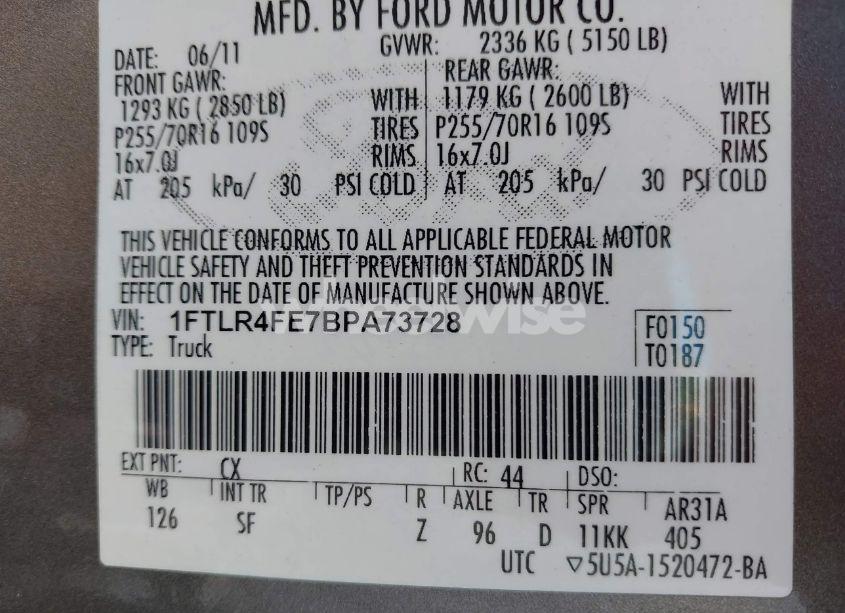 MFD. BY FORD MOTOR CO.
DATE: 06/11 GVWR: 2336 KG ( 5150 LB)
FRONT GAWR: REAR GAWR:
1293 KG ( 2850 LB) WITH 1179 KG ( 2600 LB) WITH
P255/70R16 109S TIRES P255/70R16 109S TIRES
16x7.0J RIMS 16x7.0J RIMS
AT 205 kPa/ 30 PSI COLD AT 205 kPa/ 30 PSI COLD
THIS VEHICLE CONFORMS TO ALL APPLICABLE FEDERAL MOTOR
VEHICLE SAFETY AND THEFT PREVENTION STANDARDS IN
EFFECT ON THE DATE OF MANUFACTURE SHOWN ABOVE.
VIN: 1FTLR4FE7BPA73728 F0150
TYPE: Truck T0187
EXT PNT: CX RC: 44 DSO:
WB INT TR TP/PS R AXLE TR SPR AR31A
126 SF Z 96 D 11KK 405
UTC ▽5U5A-1520472-BA